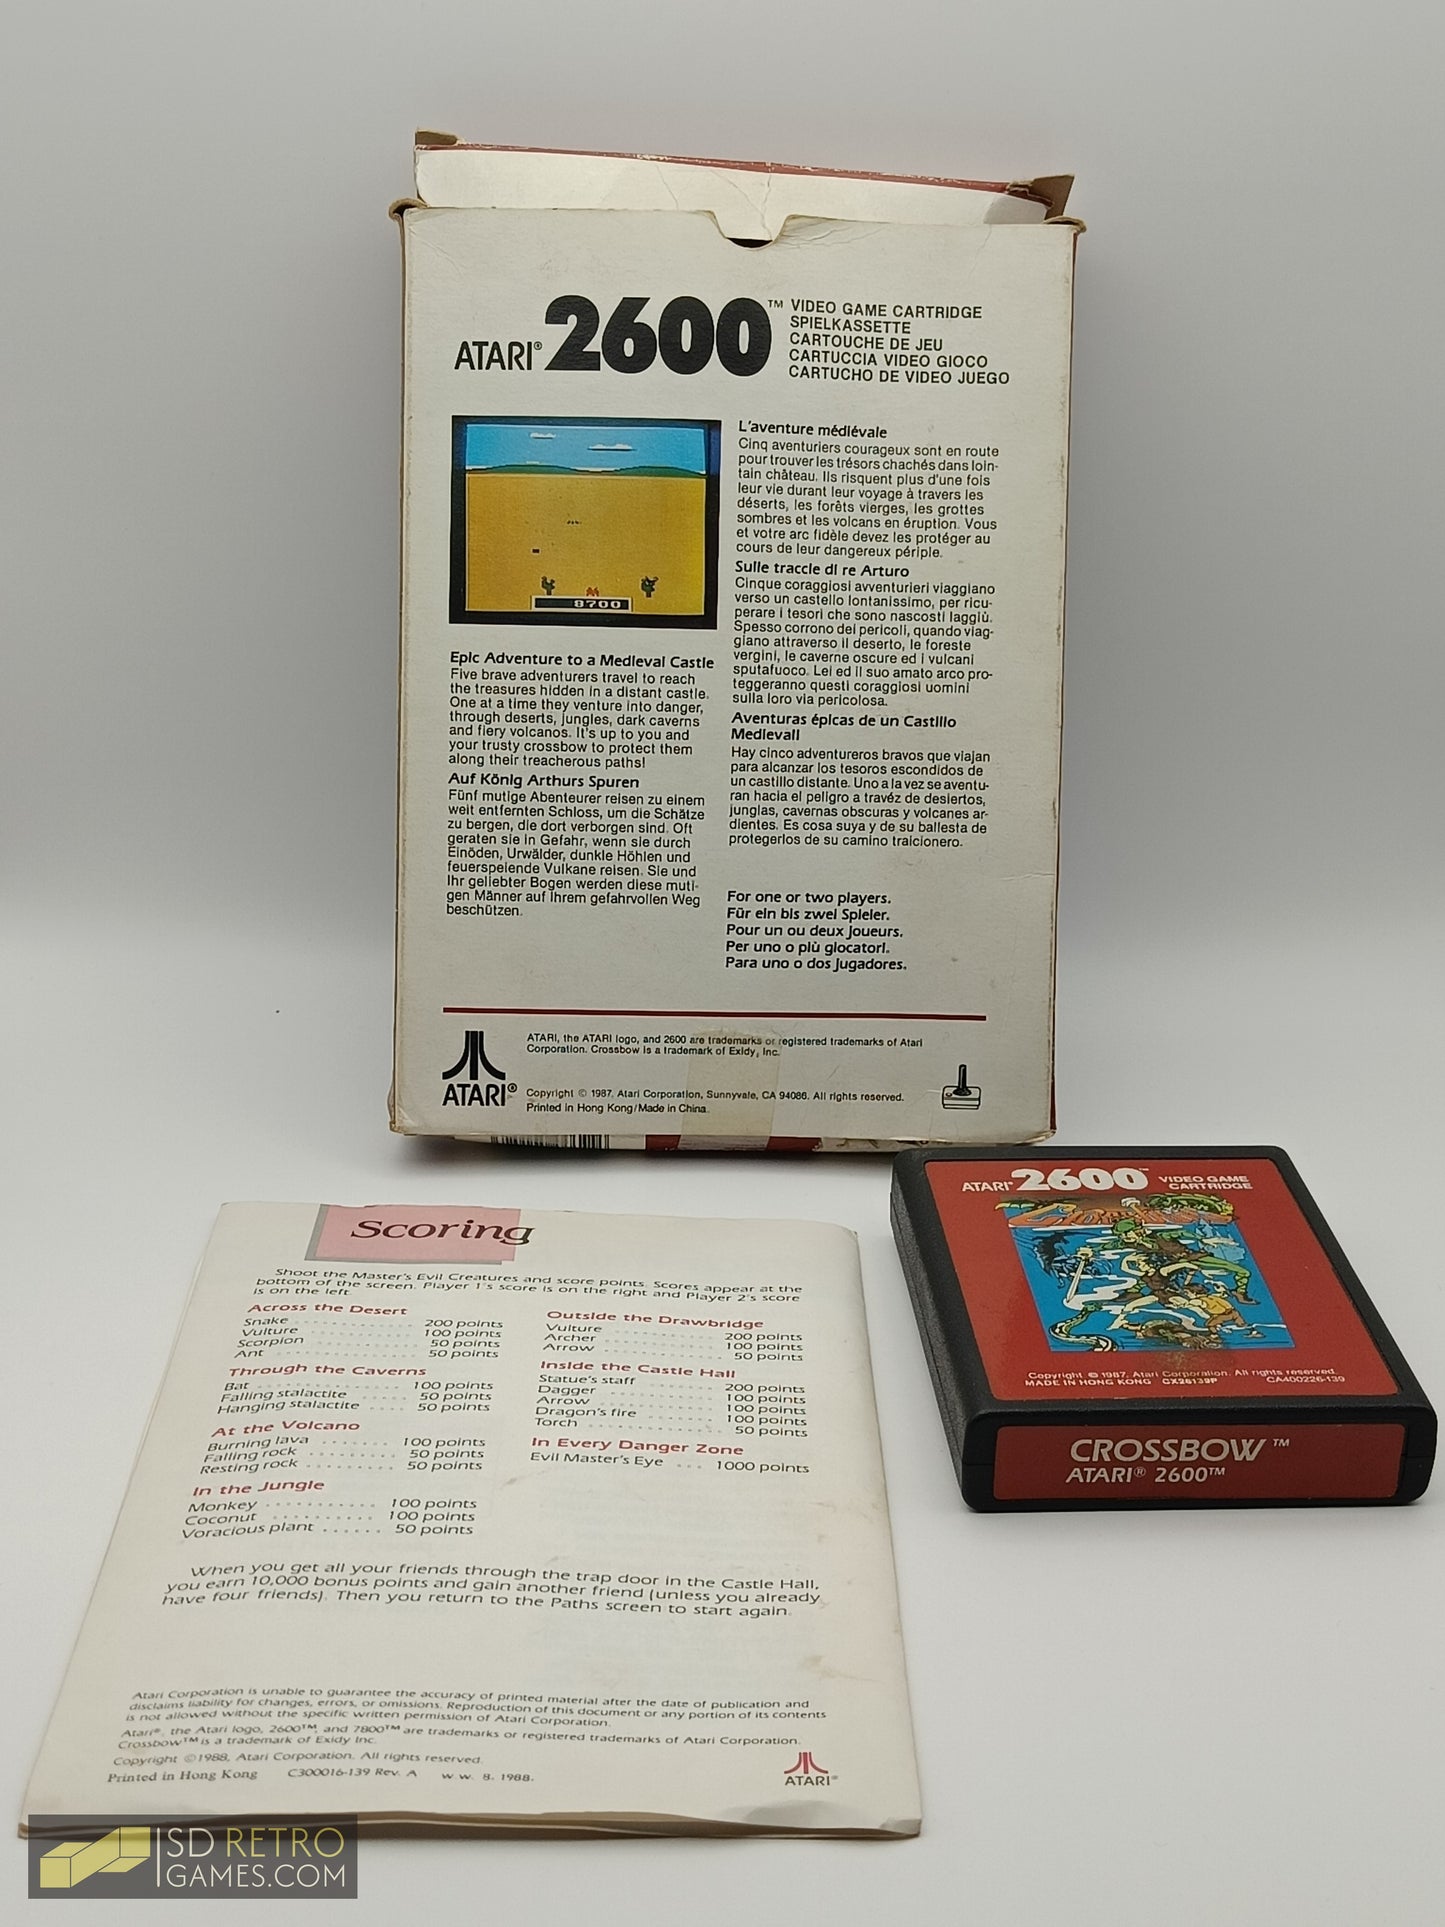 ATARI® 2600™
VIDEO GAME CARTRIDGE
SPIELKASSETTE
CARTOUCHE DE JEU
CARTUCCIA VIDEO GIOCO
CARTUCHO DE VIDEO JUEGO
8700
Epic Adventure to a Medieval Castle
Five brave adventurers travel to reach
the treasures hidden in a distant castle.
One at a time they venture into danger,
through deserts, jungles, dark caverns
and fiery volcanos. It's up to you and
your trusty crossbow to protect them
along their treacherous paths!
Auf König Arthurs Spuren
Fünf mutige Abenteurer reisen zu einem
weit entfernten Schloss, um die Schätze
zu bergen, die dort verborgen sind. Oft
geraten sie in Gefahr, wenn sie durch
Einöden, Urwälder, dunkle Höhlen und
feuerspeiende Vulkane reisen. Sie und
Ihr geliebter Bogen werden diese muti-
gen Männer auf Ihrem gefahrvollen Weg
beschützen.
L'aventure médiévale
Cinq aventuriers courageux sont en route
pour trouver les trésors chachés dans loin-
tain château. Ils risquent plus d'une fois
leur vie durant leur voyage à travers les
déserts, les forêts vierges, les grottes
sombres et les volcans en éruption. Vous
et votre arc fidèle devez les protéger au
cours de leur dangereux périple.
Sulle traccie di re Arturo
Cinque coraggiosi avventurieri viaggiano
verso un castello lontanissimo, per ricu-
perare i tesori che sono nascosti laggiù.
Spesso corrono dei pericoli, quando viag-
giano attraverso il deserto, le foreste
vergini, le caverne oscure ed i vulcani
sputafuoco. Lei ed il suo amato arco pro-
teggeranno questi coraggiosi uomini
sulla loro via pericolosa.
Aventuras épicas de un Castillo
Medievall
Hay cinco adventureros bravos que viajan
para alcanzar los tesoros escondidos de
un castillo distante. Uno a la vez se aventu-
ran hacia el peligro a travéz de desiertos,
junglas, cavernas obscuras y volcanes ar-
dientes. Es cosa suya y de su ballesta de
protegerlos de su camino traicionero.
For one or two players.
Für ein bis zwei Spieler.
Pour un ou deux joueurs.
Per uno o più giocatori.
Para uno o dos jugadores.
ATARI, the ATARI logo, and 2600 are trademarks or registered trademarks of Atari
Corporation. Crossbow is a trademark of Exidy, Inc.
ATARI®
Copyright © 1987, Atari Corporation, Sunnyvale, CA 94086. All rights reserved.
Printed in Hong Kong/Made in China.
Scoring
Shoot the Master's Evil Creatures and score points. Scores appear at the
bottom of the screen. Player 1's score is on the right and Player 2's score
is on the left.
Across the Desert
Snake 200 points
Vulture 100 points
Scorpion 50 points
Ant 50 points
Through the Caverns
Bat 100 points
Falling stalactite 50 points
Hanging stalactite 50 points
At the Volcano
Burning lava 100 points
Falling rock 50 points
Resting rock 50 points
In the Jungle
Monkey 100 points
Coconut 100 points
Voracious plant 50 points
Outside the Drawbridge
Vulture 200 points
Archer 100 points
Arrow 50 points
Inside the Castle Hall
Statue's staff 200 points
Dagger 100 points
Arrow 100 points
Dragon's fire 100 points
Torch 50 points
In Every Danger Zone
Evil Master's Eye 1000 points
When you get all your friends through the trap door in the Castle Hall,
you earn 10,000 bonus points and gain another friend (unless you already
have four friends). Then you return to the Paths screen to start again.
Atari Corporation is unable to guarantee the accuracy of printed material after the date of publication and
disclaims liability for changes, errors, or omissions. Reproduction of this document or any portion of its contents
is not allowed without the specific written permission of Atari Corporation.
Atari®, the Atari logo, 2600™, and 7800™ are trademarks or registered trademarks of Atari Corporation.
Crossbow™ is a trademark of Exidy Inc.
Copyright ©1988, Atari Corporation. All rights reserved.
Printed in Hong Kong C300016-139 Rev. A W.W. 8. 1988.
ATARI®
ATARI® 2600™ VIDEO GAME
CARTRIDGE
Crossbow
Copyright © 1987, Atari Corporation. All rights reserved.
MADE IN HONG KONG CX26139P CA400226-139
CROSSBOW™
ATARI® 2600™
SD RETRO
GAMES.COM